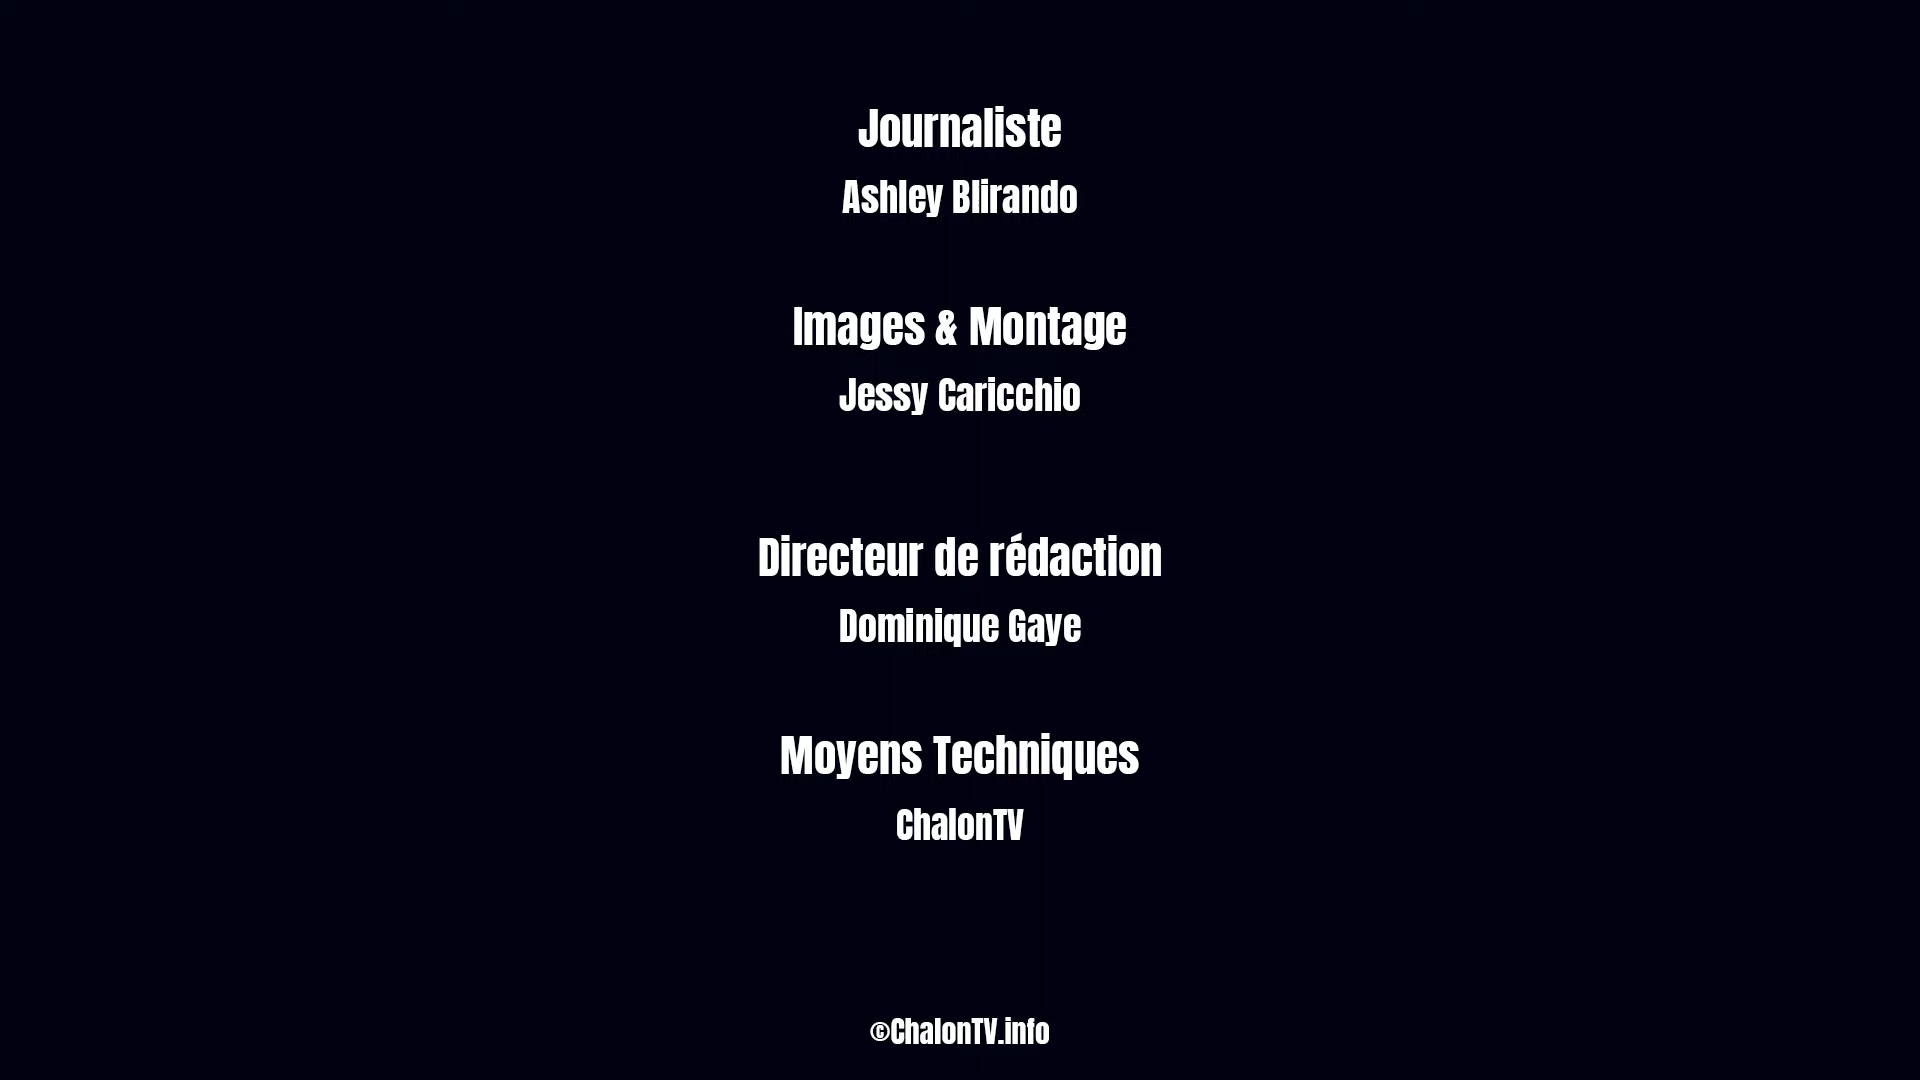 Journaliste
Ashley Blirando
Images & Montage
Jessy Caricchio
Directeur de rédaction
Dominique Gaye
Moyens Techniques
ChalonTV
©ChalonTV.info